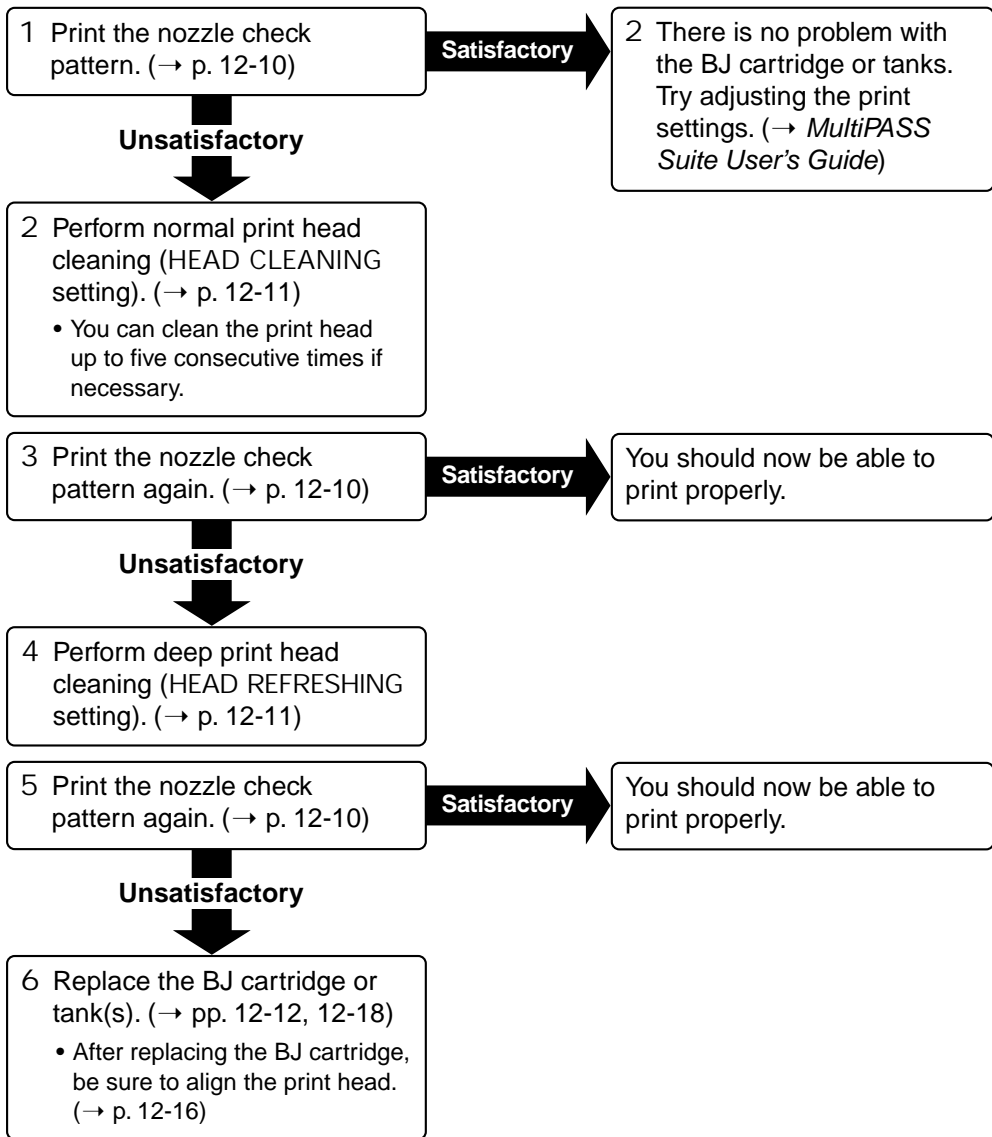 1 Print the nozzle check
pattern. (→ p. 12-10)
Satisfactory
2 There is no problem with
the BJ cartridge or tanks.
Try adjusting the print
settings. (→ MultiPASS
Suite User's Guide)
Unsatisfactory
2 Perform normal print head
cleaning (HEAD CLEANING
setting). (→ p. 12-11)
• You can clean the print head
up to five consecutive times if
necessary.
3 Print the nozzle check
pattern again. (→ p. 12-10)
Satisfactory
You should now be able to
print properly.
Unsatisfactory
4 Perform deep print head
cleaning (HEAD REFRESHING
setting). (→ p. 12-11)
5 Print the nozzle check
pattern again. (→ p. 12-10)
Satisfactory
You should now be able to
print properly.
Unsatisfactory
6 Replace the BJ cartridge or
tank(s). (→ pp. 12-12, 12-18)
• After replacing the BJ cartridge,
be sure to align the print head.
(→ p. 12-16)